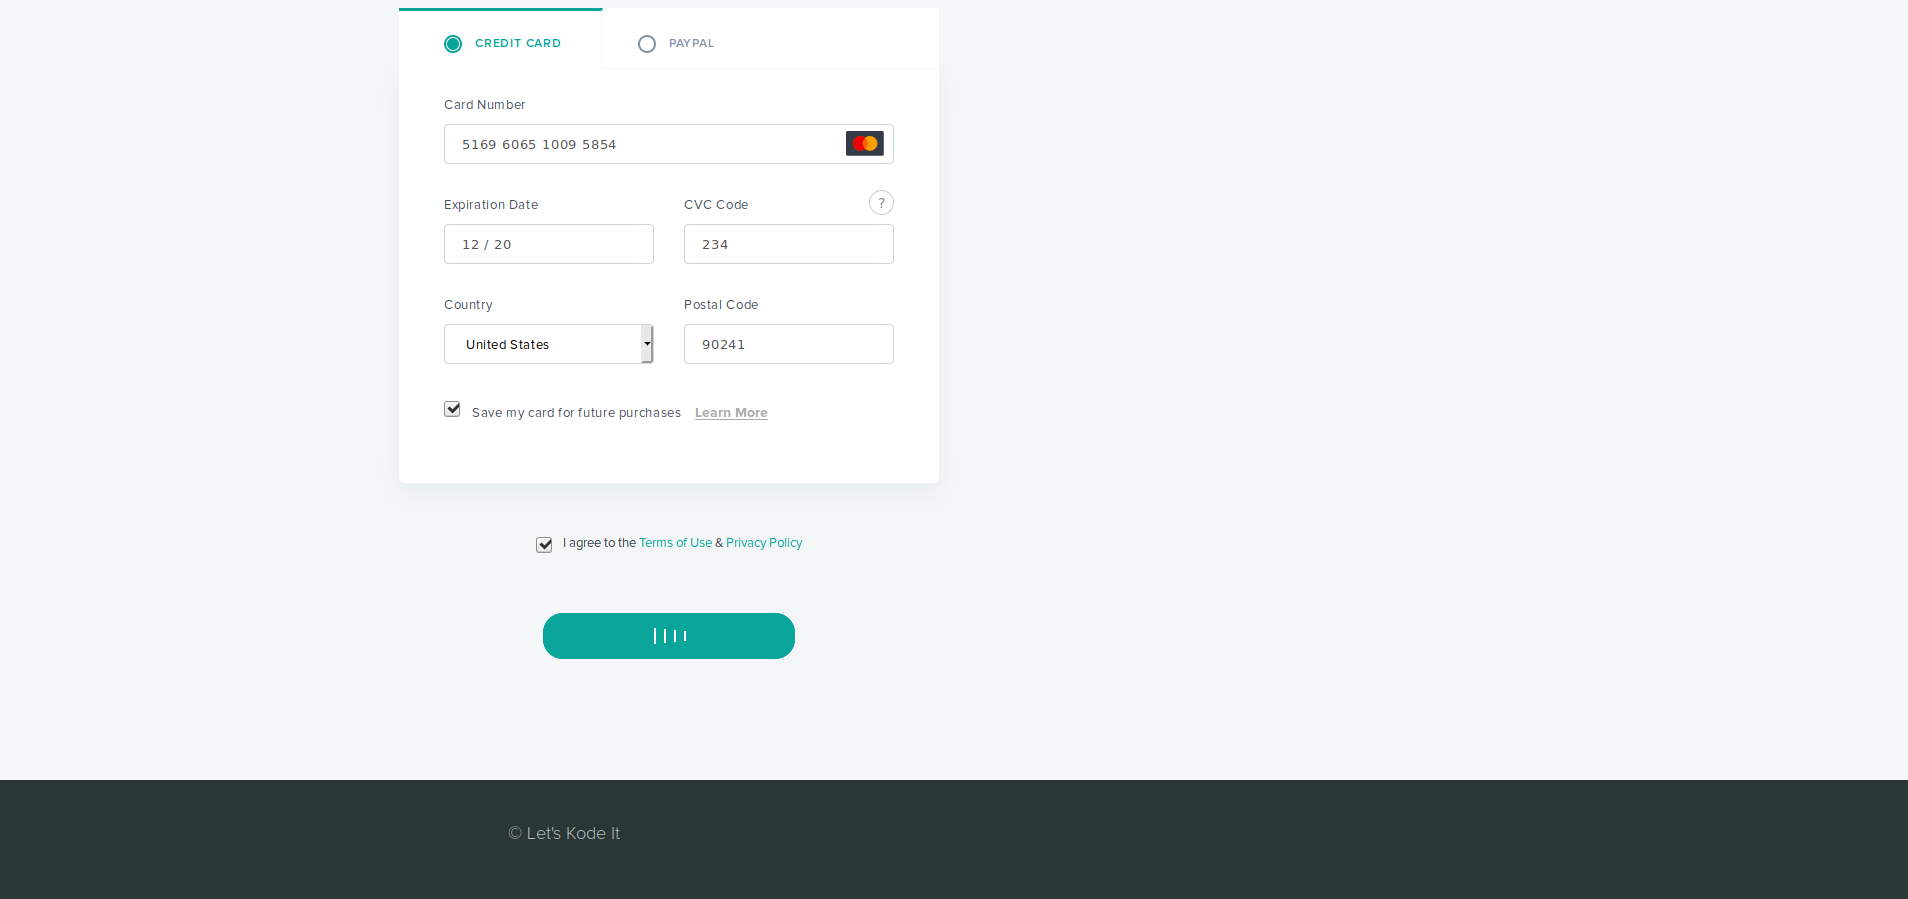 CREDIT CARD PAYPAL
Card Number
5169 6065 1009 5854
Expiration Date CVC Code ?
12 / 20 234
Country Postal Code
United States 90241
Save my card for future purchases Learn More
I agree to the Terms of Use & Privacy Policy
© Let's Kode It